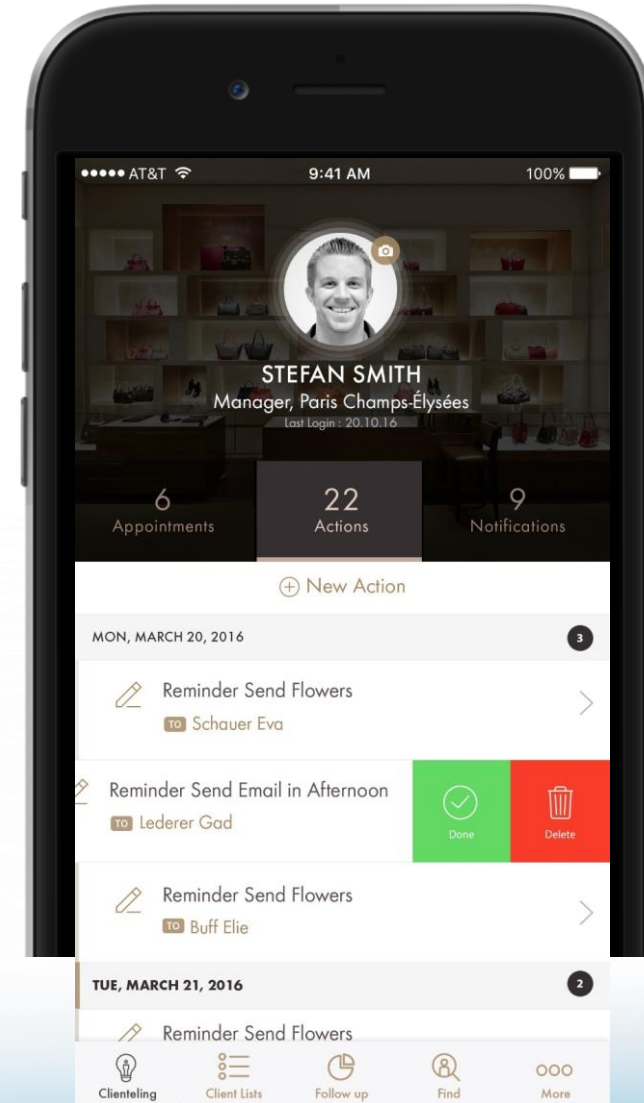 AT&T 9:41 AM 100%
STEFAN SMITH
Manager, Paris Champs-Élysées
Last Login : 20.10.16
6 22 9
Appointments Actions Notifications
New Action
MON, MARCH 20, 2016 3
Reminder Send Flowers
TO Schauer Eva
Reminder Send Email in Afternoon
TO Lederer Gad
Done Delete
Reminder Send Flowers
TO Buff Elie
TUE, MARCH 21, 2016 2
Reminder Send Flowers
Clienteling Client Lists Follow up Find More